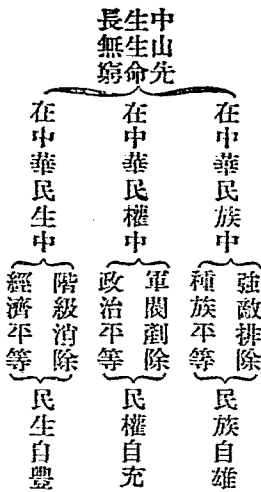 中山先
生生命
長無窮
在中華民族中
強敵排除
種族平等
民族自雄
在中華民權中
軍閥剷除
政治平等
民權自充
在中華民生中
階級消除
經濟平等
民生自豐